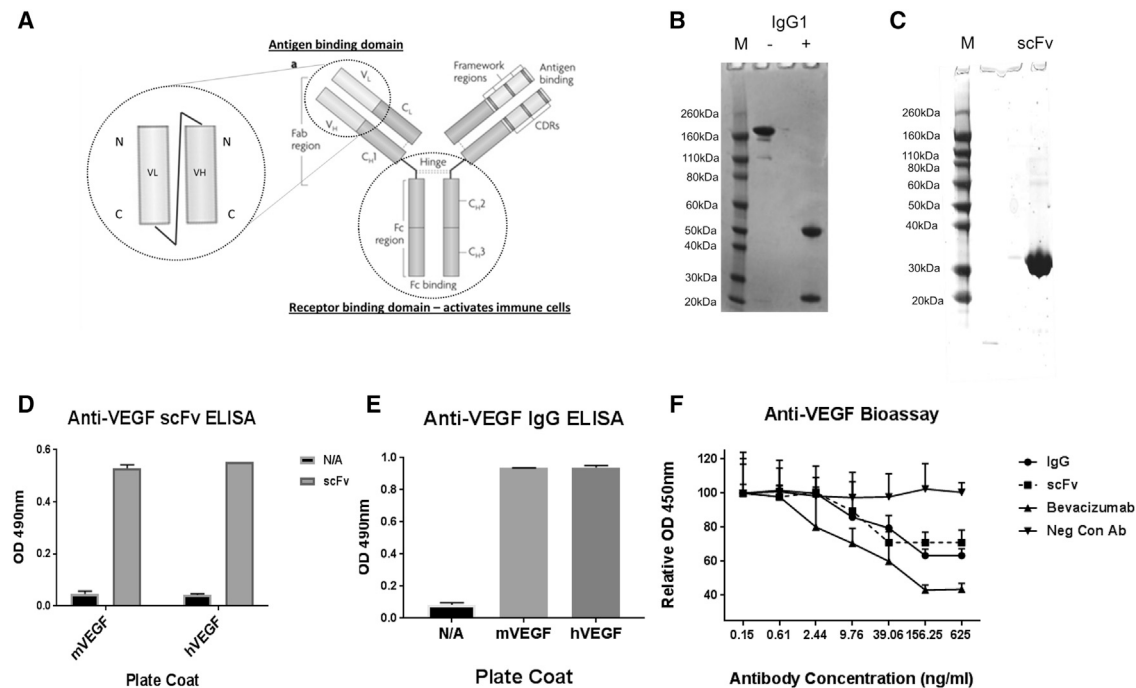 A
Antigen binding domain
a
VL
VH
CL
CH1
Fab
region
Framework
regions
Antigen
binding
CDRs
Hinge
N
N
VL
VH
C
C
Fc
region
CH2
CH3
Fc binding
Receptor binding domain – activates immune cells
B
IgG1
M - +
260kDa
160kDa
110kDa
80kDa
60kDa
50kDa
40kDa
30kDa
20kDa
C
M scFv
260kDa
160kDa
110kDa
80kDa
60kDa
50kDa
40kDa
30kDa
20kDa
D
Anti-VEGF scFv ELISA
OD 490nm
0.6
0.4
0.2
0.0
mVEGF
hVEGF
Plate Coat
N/A
scFv
E
Anti-VEGF IgG ELISA
OD 490nm
1.0
0.8
0.6
0.4
0.2
0.0
N/A mVEGF hVEGF
Plate Coat
F
Anti-VEGF Bioassay
Relative OD 450nm
120
100
80
60
40
0.15 0.61 2.44 9.76 39.06 156.25 625
Antibody Concentration (ng/ml)
IgG
scFv
Bevacizumab
Neg Con Ab